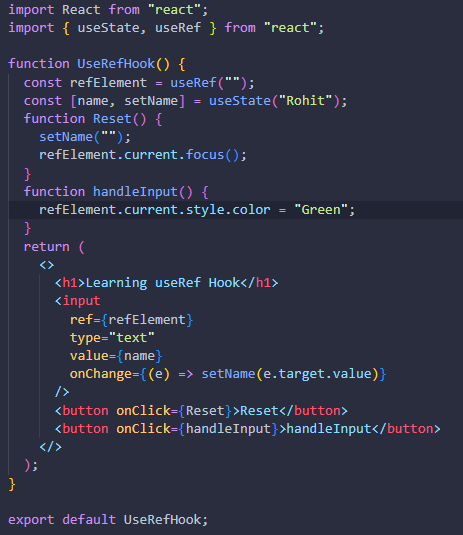 import React from "react";
import { useState, useRef } from "react";

function UseRefHook() {
  const refElement = useRef("");
  const [name, setName] = useState("Rohit");
  function Reset() {
    setName("");
    refElement.current.focus();
  }
  function handleInput() {
    refElement.current.style.color = "Green";
  }
  return (
    <>
      <h1>Learning useRef Hook</h1>
      <input
        ref={refElement}
        type="text"
        value={name}
        onChange={(e) => setName(e.target.value)}
      />
      <button onClick={Reset}>Reset</button>
      <button onClick={handleInput}>handleInput</button>
    </>
  );
}

export default UseRefHook;